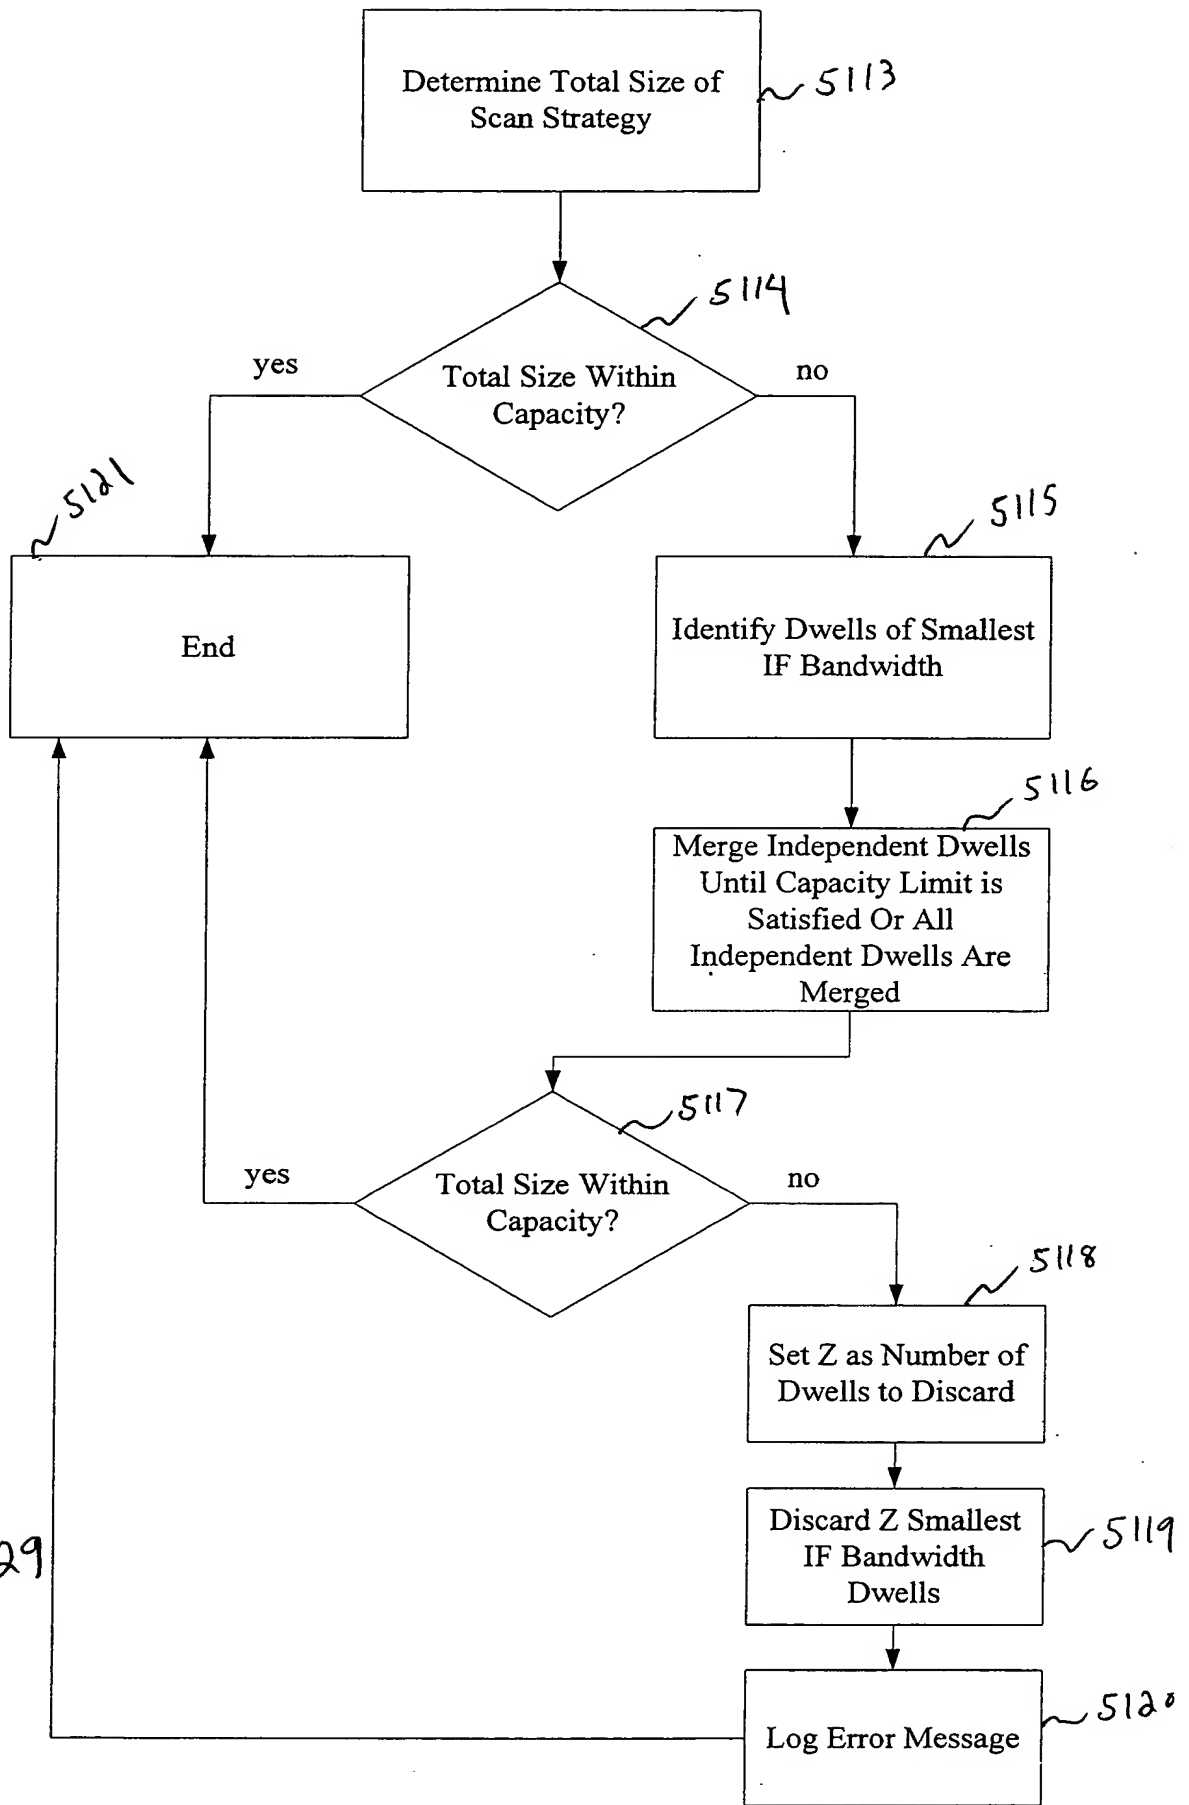 Determine Total Size of
Scan Strategy
5113
5114
yes
Total Size Within
Capacity?
no
5121
5115
End
Identify Dwells of Smallest
IF Bandwidth
5116
Merge Independent Dwells
Until Capacity Limit is
Satisfied Or All
Independent Dwells Are
Merged
5117
yes
Total Size Within
Capacity?
no
5118
Set Z as Number of
Dwells to Discard
29
Discard Z Smallest
IF Bandwidth
Dwells
5119
Log Error Message
5120